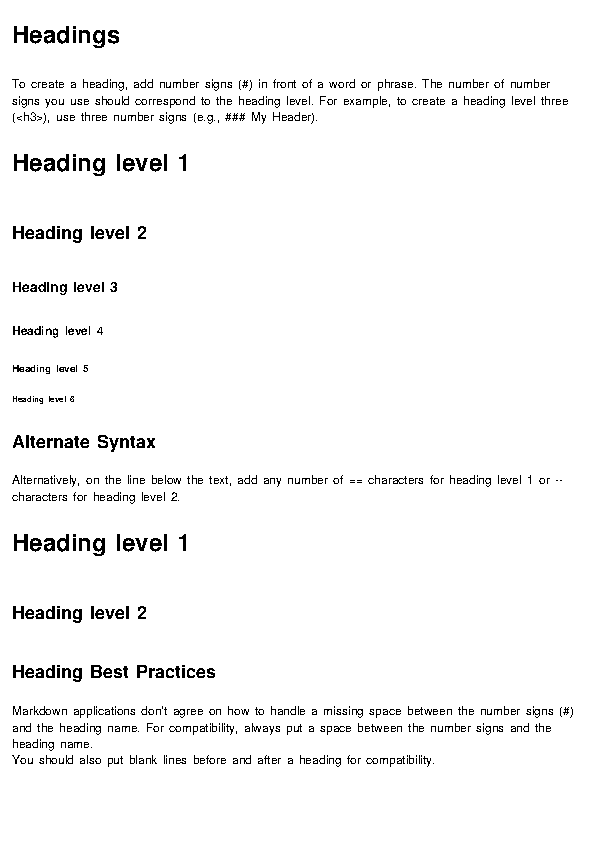 Headings
To create a heading, add number signs (#) in front of a word or phrase. The number of number
signs you use should correspond to the heading level. For example, to create a heading level three
(<h3>), use three number signs (e.g., ### My Header).
Heading level 1
Heading level 2
Heading level 3
Heading level 4
Heading level 5
Heading level 6
Alternate Syntax
Alternatively, on the line below the text, add any number of == characters for heading level 1 or --
characters for heading level 2.
Heading level 1
Heading level 2
Heading Best Practices
Markdown applications don't agree on how to handle a missing space between the number signs (#)
and the heading name. For compatibility, always put a space between the number signs and the
heading name.
You should also put blank lines before and after a heading for compatibility.